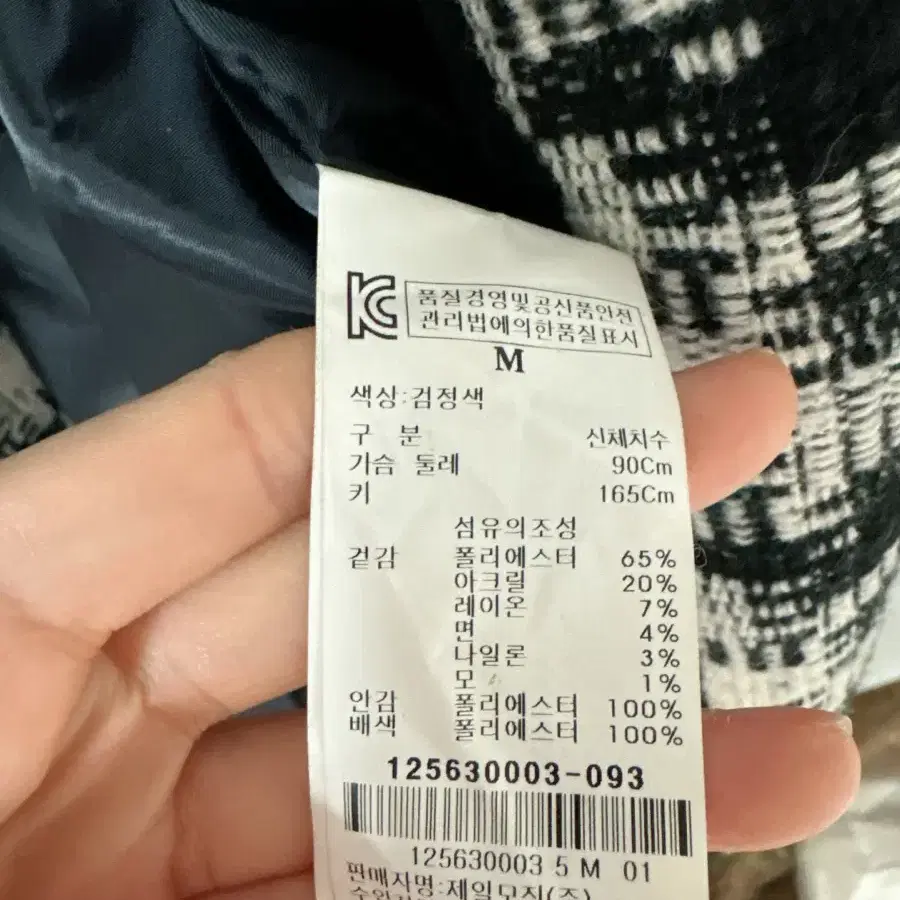 품질경영및공산품안전
관리법에의한품질표시
M
색상:검정색
구 분 신체치수
가슴 둘레 90Cm
키 165Cm
섬유의조성
겉감 폴리에스터 65%
아크릴 20%
레이온 7%
면 4%
나일론 3%
모 1%
안감 폴리에스터 100%
배색 폴리에스터 100%
125630003-093
125630003 5 M 01
판매자명:제일모직(주)